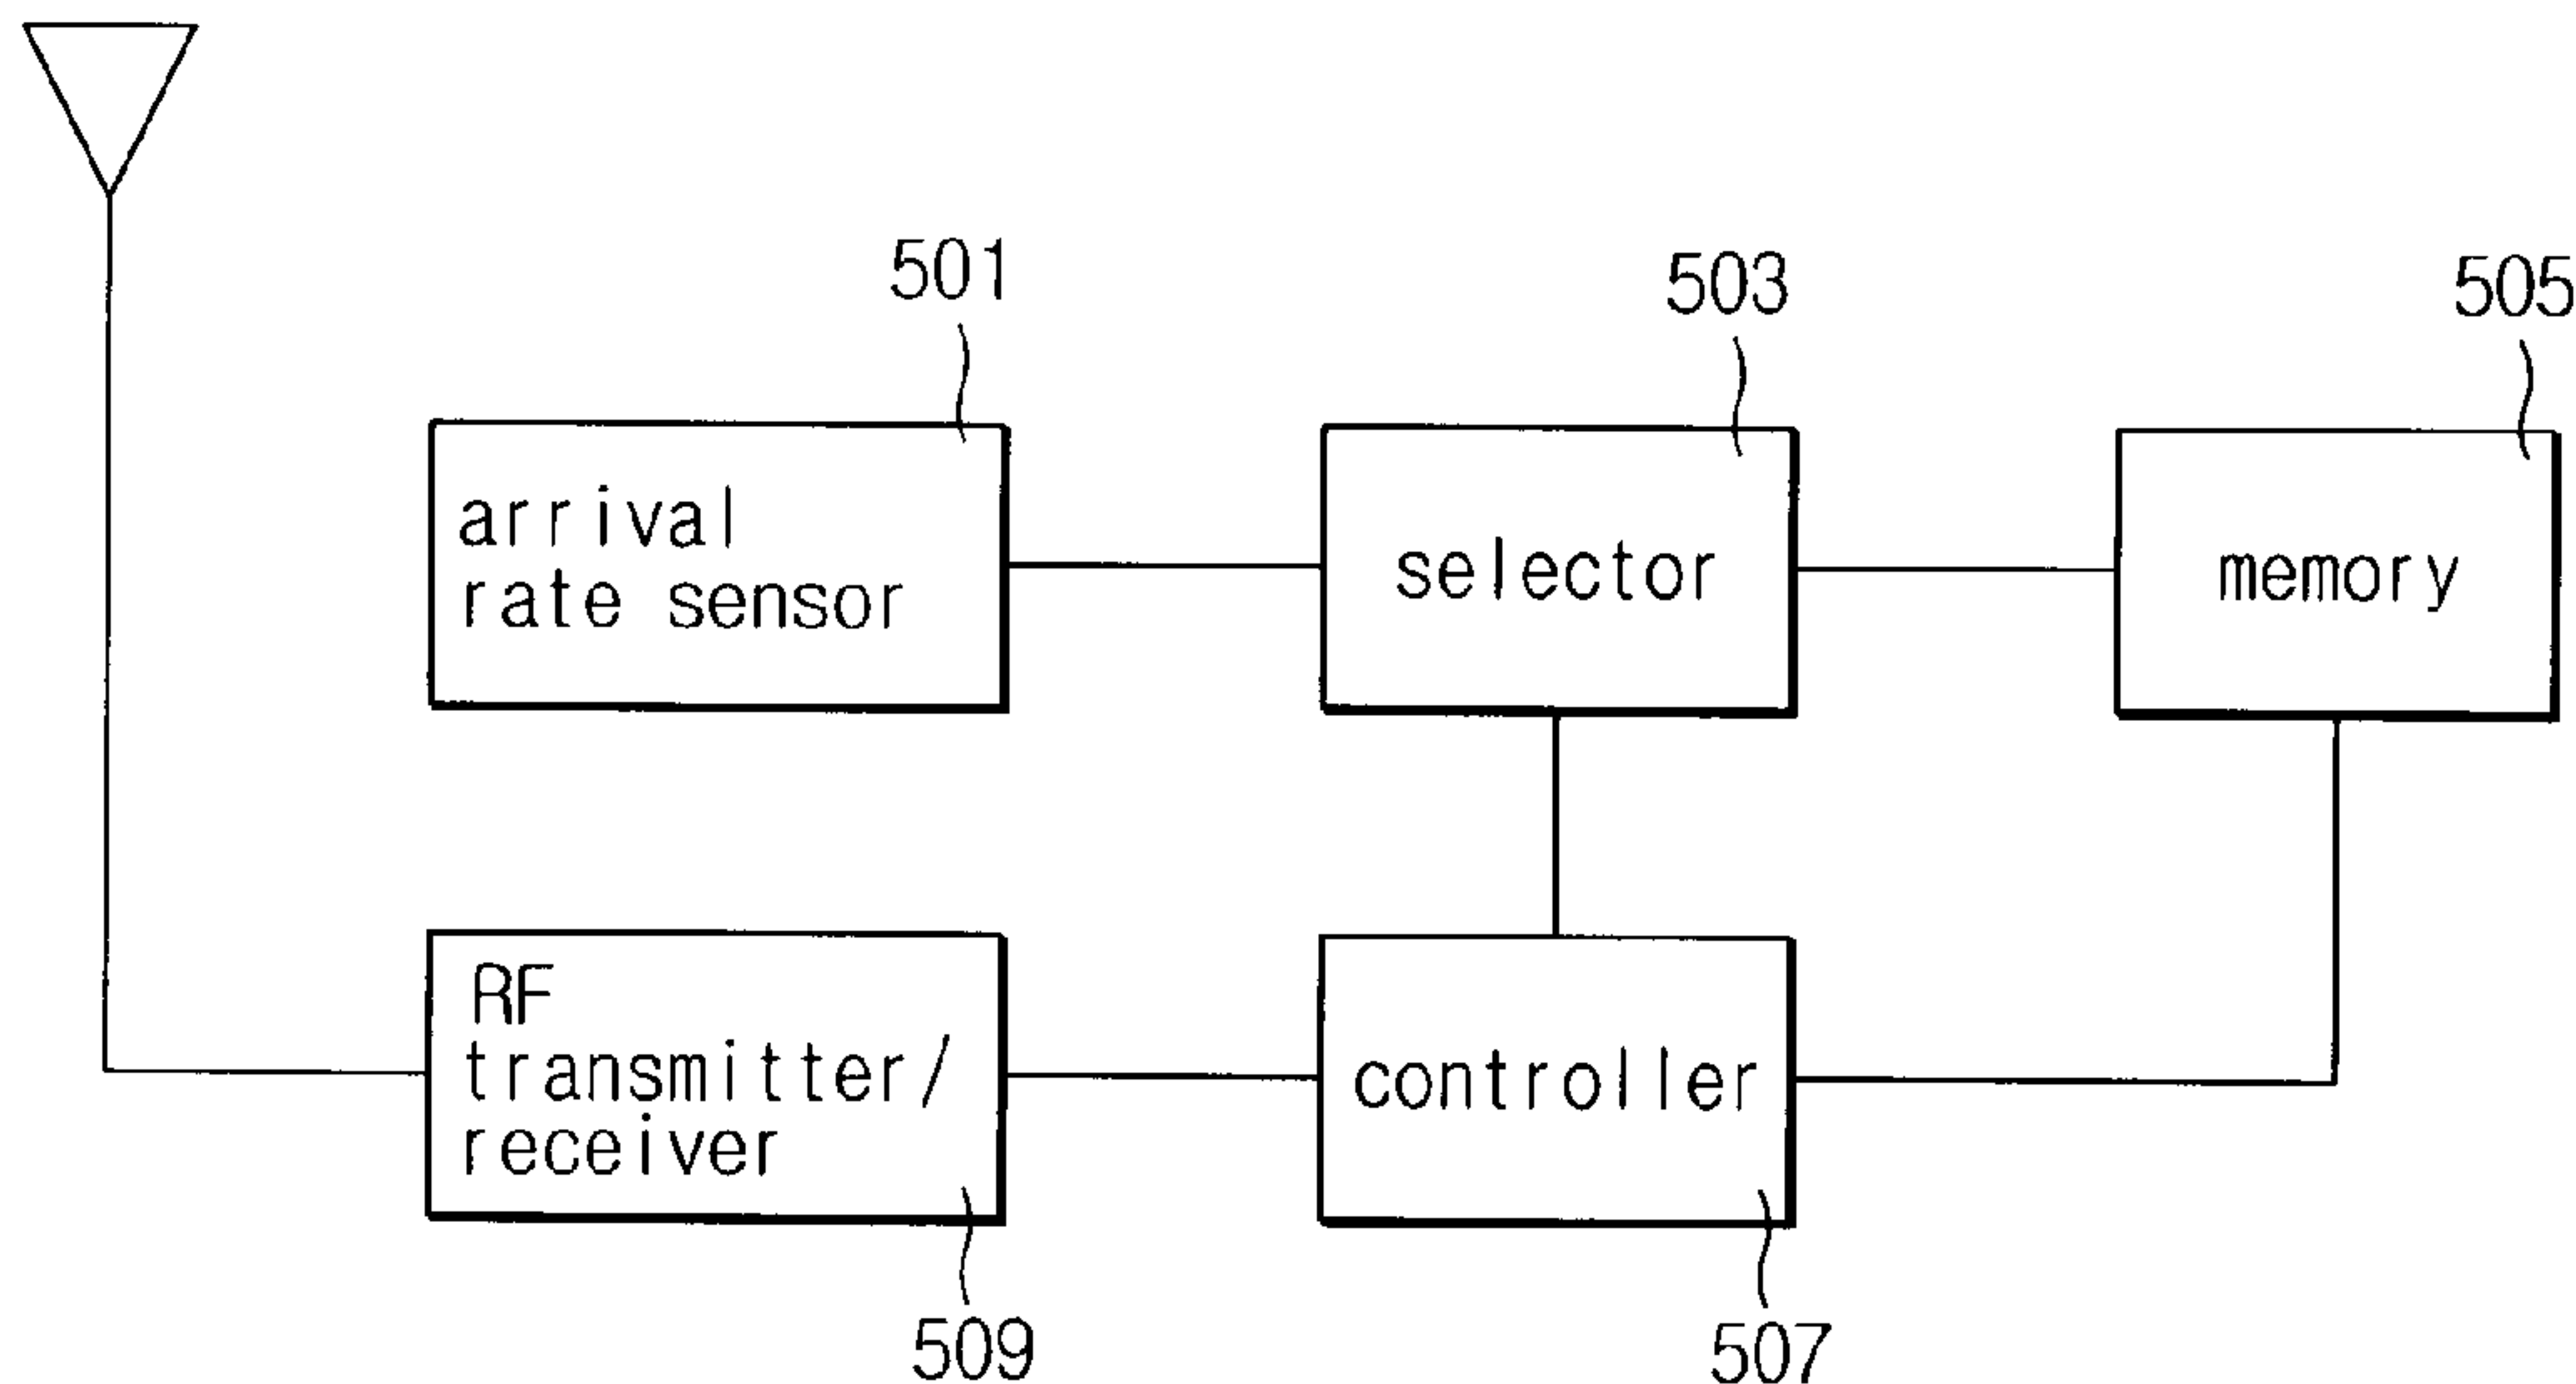 501
503
505
arrival
rate sensor
selector
memory
RF
transmitter/
receiver
controller
509
507